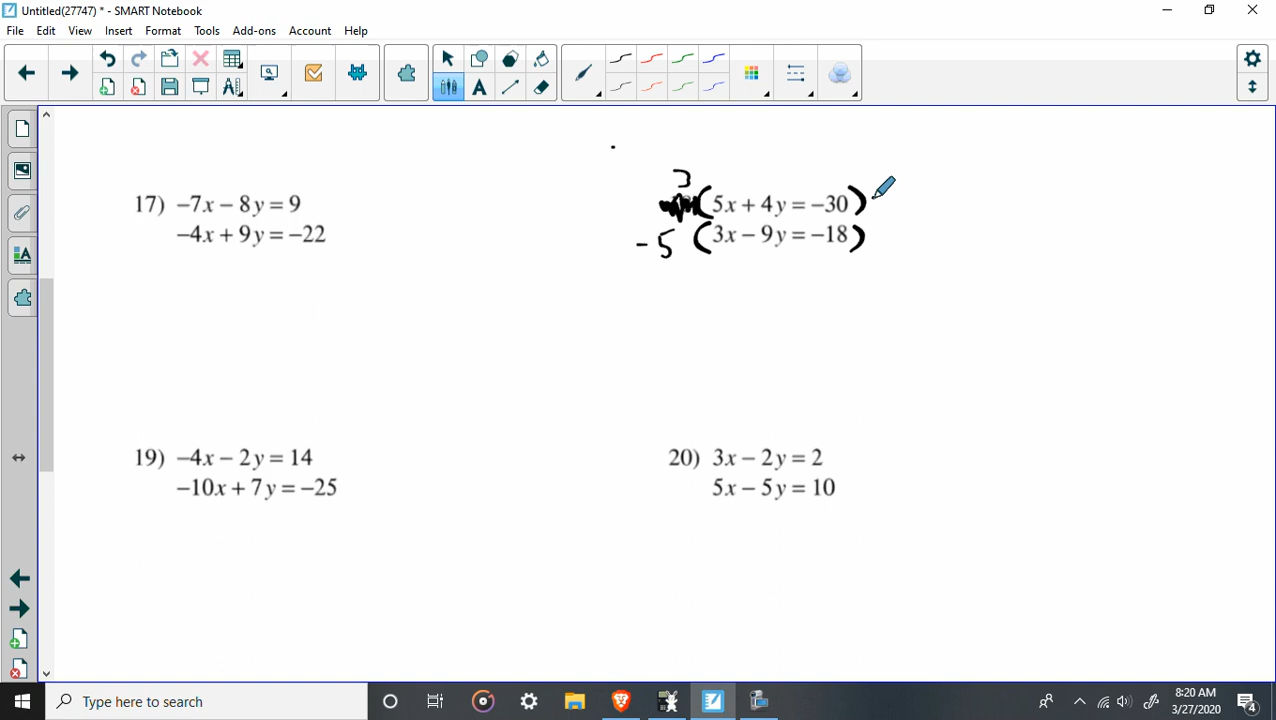 Untitled(27747) * - SMART Notebook
File Edit View Insert Format Tools Add-ons Account Help
17) −7x − 8y = 9
−4x + 9y = −22
3
(5x + 4y = −30)
-5 (3x − 9y = −18)
19) −4x − 2y = 14
−10x + 7y = −25
20) 3x − 2y = 2
5x − 5y = 10
Type here to search
8:20 AM
3/27/2020
4